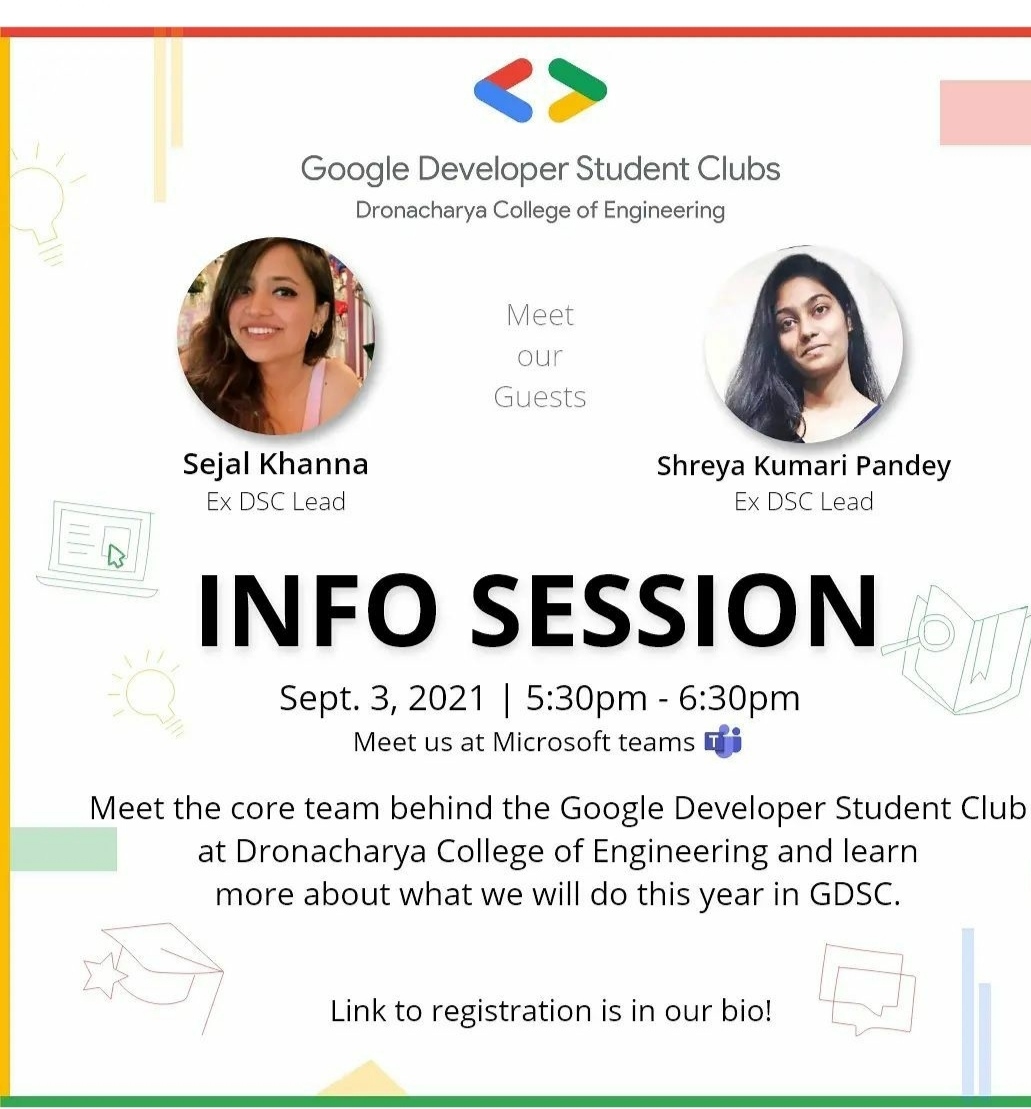 Google Developer Student Clubs
Dronacharya College of Engineering
Meet
our
Guests
Sejal Khanna
Ex DSC Lead
Shreya Kumari Pandey
Ex DSC Lead
INFO SESSION
Sept. 3, 2021 | 5:30pm - 6:30pm
Meet us at Microsoft teams T
Meet the core team behind the Google Developer Student Club
at Dronacharya College of Engineering and learn
more about what we will do this year in GDSC.
Link to registration is in our bio!